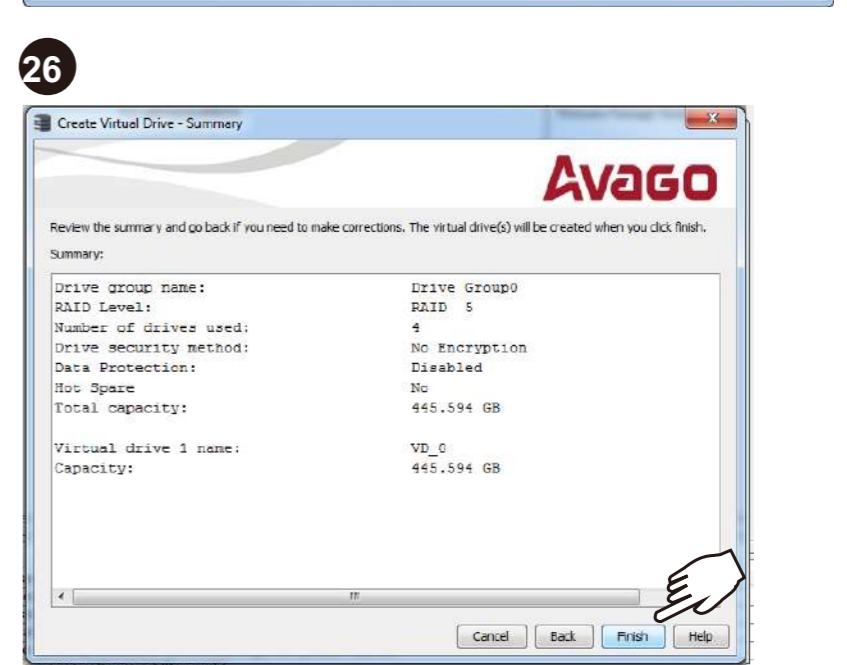 26
Create Virtual Drive - Summary
AVAGO
Review the summary and go back if you need to make corrections. The virtual drive(s) will be created when you click finish.
Summary:
Drive group name: Drive Group0
RAID Level: RAID 5
Number of drives used: 4
Drive security method: No Encryption
Data Protection: Disabled
Hot Spare No
Total capacity: 445.594 GB
Virtual drive 1 name: VD_0
Capacity: 445.594 GB
Cancel Back Finish Help